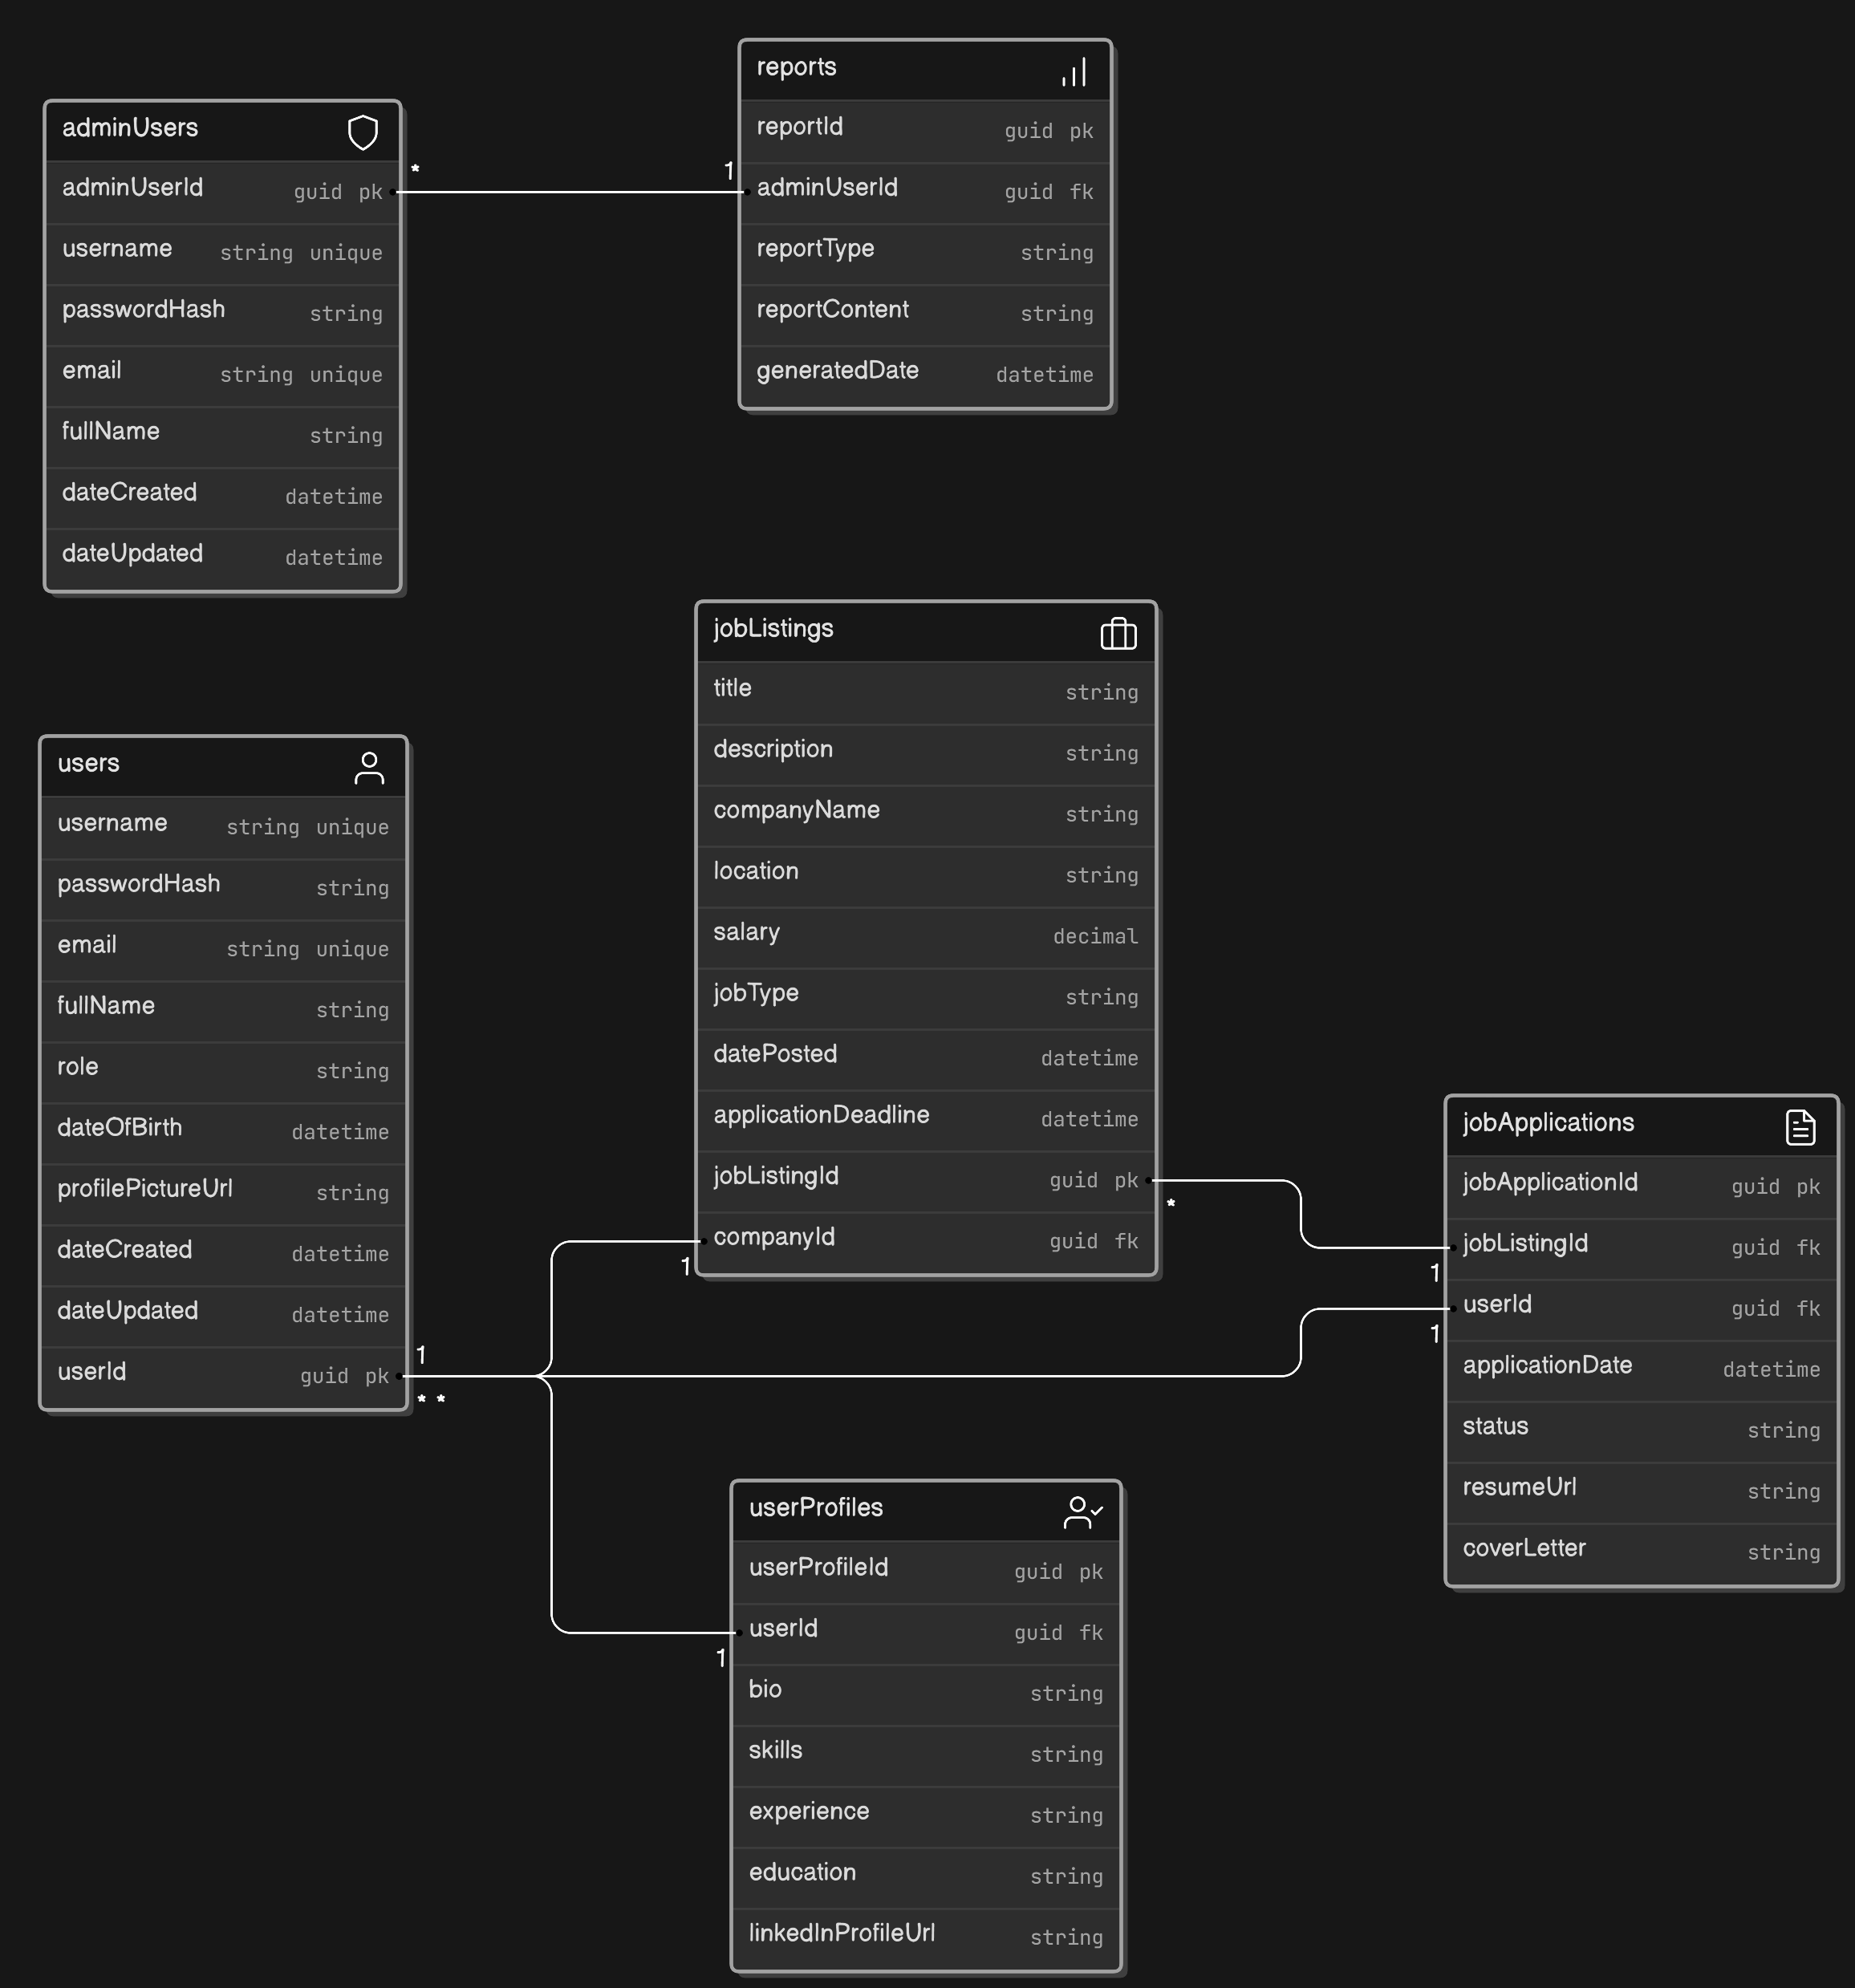 reports
reportId guid pk
adminUserId guid fk
reportType string
reportContent string
generatedDate datetime
adminUsers
adminUserId guid pk
username string unique
passwordHash string
email string unique
fullName string
dateCreated datetime
dateUpdated datetime
* 1
jobListings
title string
description string
companyName string
location string
salary decimal
jobType string
datePosted datetime
applicationDeadline datetime
jobListingId guid pk
companyId guid fk
*
1
users
username string unique
passwordHash string
email string unique
fullName string
role string
dateOfBirth datetime
profilePictureUrl string
dateCreated datetime
dateUpdated datetime
userId guid pk
1
* *
jobApplications
jobApplicationId guid pk
jobListingId guid fk
userId guid fk
applicationDate datetime
status string
resumeUrl string
coverLetter string
1
1
userProfiles
userProfileId guid pk
userId guid fk
bio string
skills string
experience string
education string
linkedInProfileUrl string
1